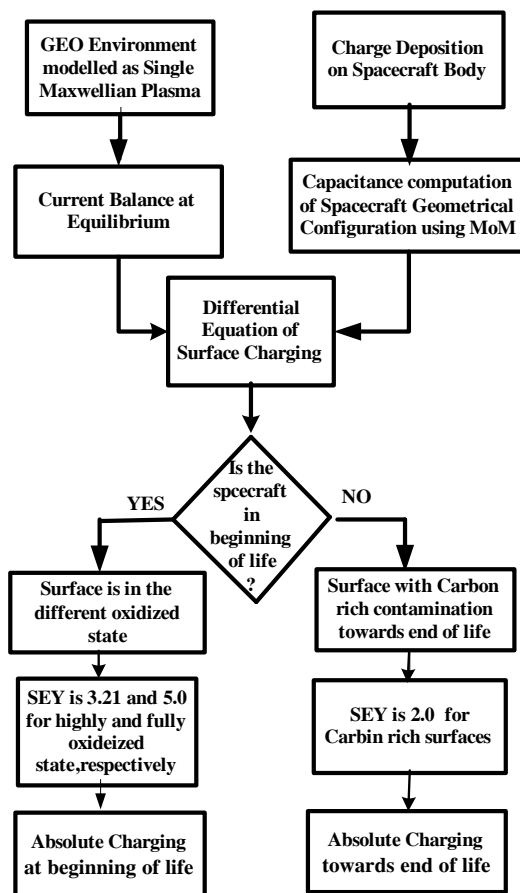 GEO Environment
modelled as Single
Maxwellian Plasma
Charge Deposition
on Spacecraft Body
Current Balance at
Equilibrium
Capacitance computation
of Spacecraft Geometrical
Configuration using MoM
Differential
Equation of
Surface Charging
Is the
spcecraft
in
beginning
of life
?
YES
NO
Surface is in the
different oxidized
state
Surface with Carbon
rich contamination
towards end of life
SEY is 3.21 and 5.0
for highly and fully
oxideized
state,respectively
SEY is 2.0 for
Carbin rich surfaces
Absolute Charging
at beginning of life
Absolute Charging
towards end of life